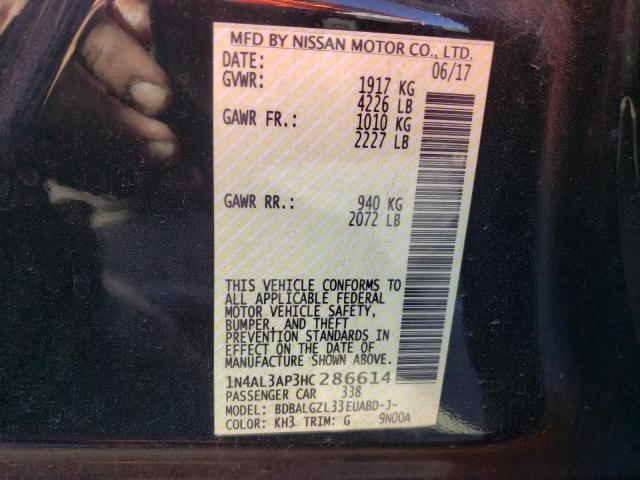 MFD BY NISSAN MOTOR CO., LTD.
DATE: 06/17
GVWR: 1917 KG
4226 LB
GAWR FR.: 1010 KG
2227 LB
GAWR RR.: 940 KG
2072 LB
THIS VEHICLE CONFORMS TO
ALL APPLICABLE FEDERAL
MOTOR VEHICLE SAFETY,
BUMPER, AND THEFT
PREVENTION STANDARDS IN
EFFECT ON THE DATE OF
MANUFACTURE SHOWN ABOVE.
1N4AL3AP3HC286614
PASSENGER CAR 338
MODEL: BDBALGZL33EUABD-J-
COLOR: KH3 TRIM: G 9N00A